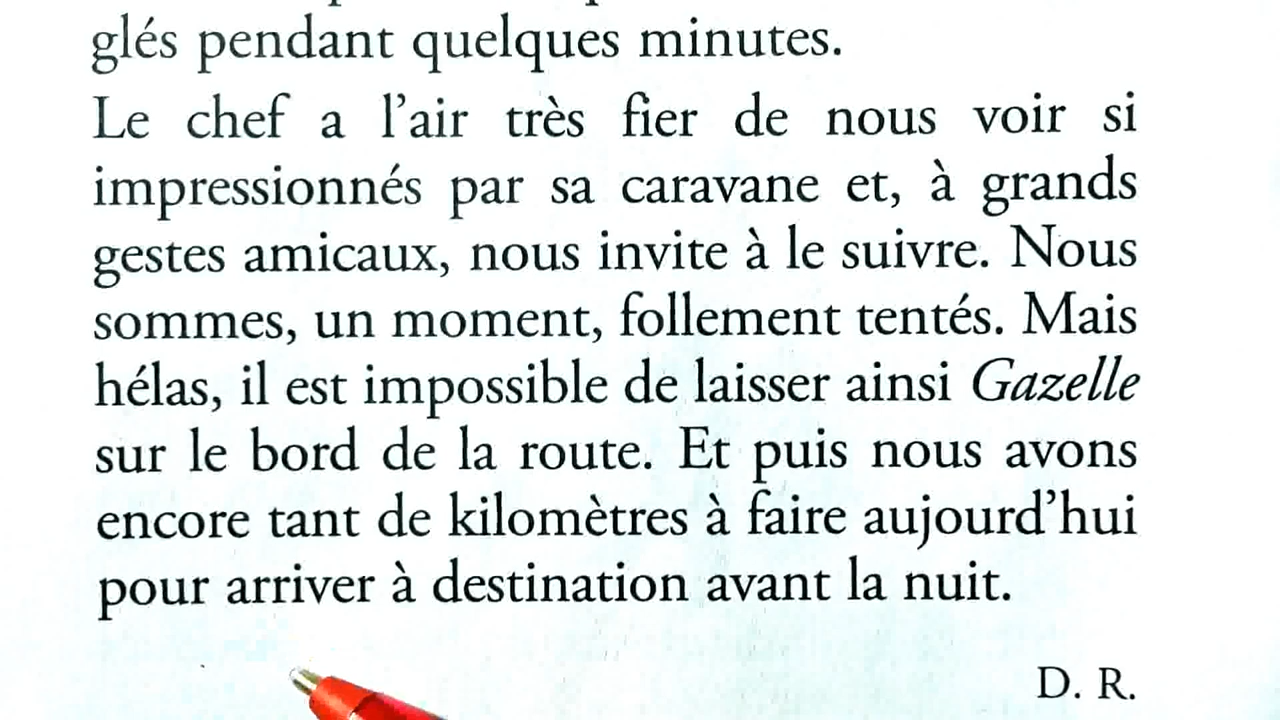 glés pendant quelques minutes.
Le chef a l’air très fier de nous voir si
impressionnés par sa caravane et, à grands
gestes amicaux, nous invite à le suivre. Nous
sommes, un moment, follement tentés. Mais
hélas, il est impossible de laisser ainsi Gazelle
sur le bord de la route. Et puis nous avons
encore tant de kilomètres à faire aujourd’hui
pour arriver à destination avant la nuit.
D. R.